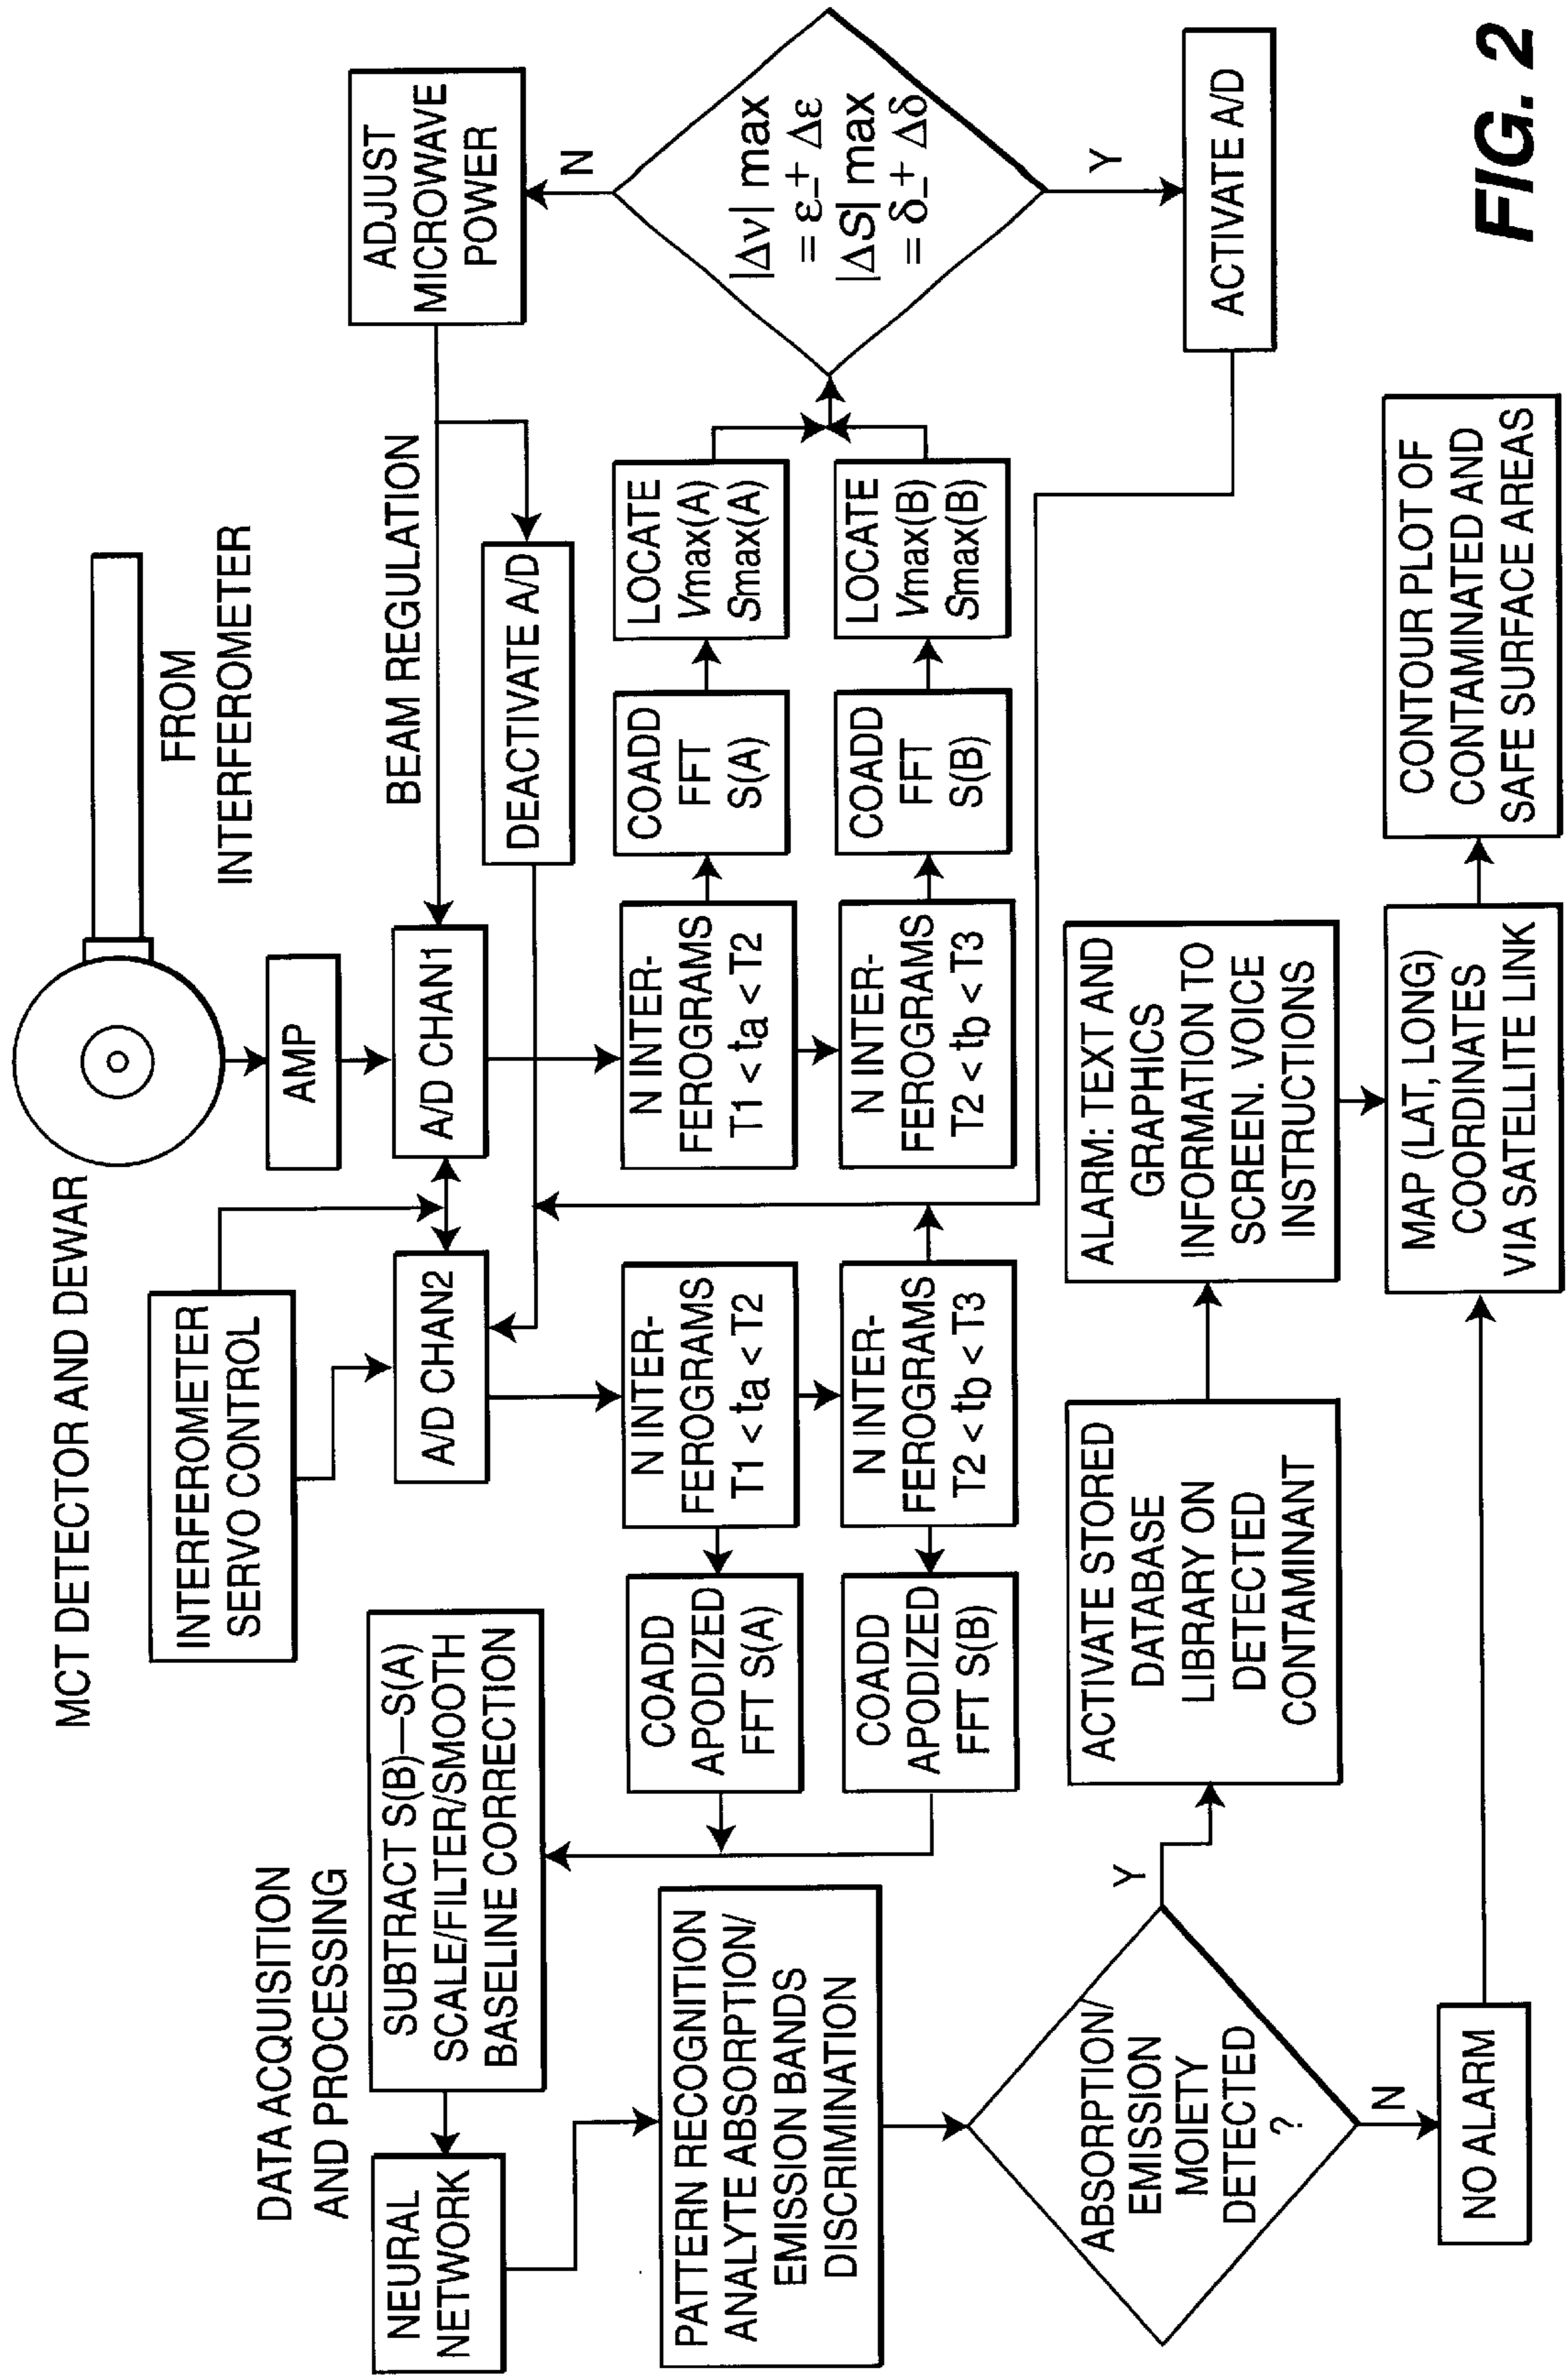 MCT DETECTOR AND DEWAR
FROM
INTERFEROMETER
DATA ACQUISITION
AND PROCESSING
INTERFEROMETER
SERVO CONTROL
AMP
BEAM REGULATION
ADJUST
MICROWAVE
POWER
NEURAL
NETWORK
SUBTRACT S(B)—S(A)
SCALE/FILTER/SMOOTH
BASELINE CORRECTION
A/D CHAN2
A/D CHAN1
DEACTIVATE A/D
N
PATTERN RECOGNITION
ANALYTE ABSORPTION/
EMISSION BANDS
DISCRIMINATION
COADD
APODIZED
FFT S(A)
N INTER-
FEROGRAMS
T1 < ta < T2
N INTER-
FEROGRAMS
T1 < ta < T2
COADD
FFT
S(A)
LOCATE
Vmax(A)
Smax(A)
|Δν| max
= ε_+ Δε
|ΔS| max
= δ_+ Δδ
COADD
APODIZED
FFT S(B)
N INTER-
FEROGRAMS
T2 < tb < T3
N INTER-
FEROGRAMS
T2 < tb < T3
COADD
FFT
S(B)
LOCATE
Vmax(B)
Smax(B)
Y
ABSORPTION/
EMISSION
MOIETY
DETECTED
?
Y
ACTIVATE STORED
DATABASE
LIBRARY ON
DETECTED
CONTAMINANT
ALARM: TEXT AND
GRAPHICS
INFORMATION TO
SCREEN. VOICE
INSTRUCTIONS
ACTIVATE A/D
N
NO ALARM
MAP (LAT, LONG)
COORDINATES
VIA SATELLITE LINK
CONTOUR PLOT OF
CONTAMINATED AND
SAFE SURFACE AREAS
FIG. 2